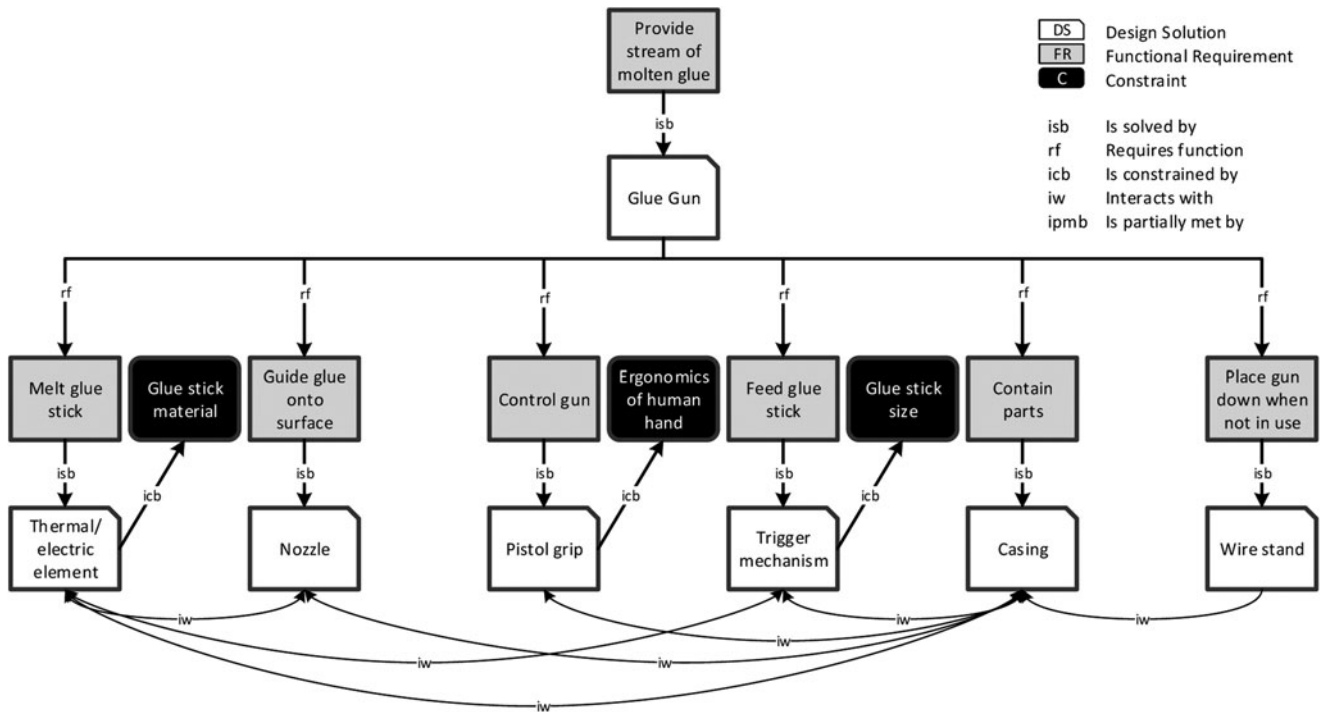 Provide
stream of
molten glue
DS Design Solution
FR Functional Requirement
C Constraint
isb Is solved by
rf Requires function
icb Is constrained by
iw Interacts with
ipmb Is partially met by
isb
Glue Gun
rf
rf
rf
rf
rf
rf
Melt glue
stick
Glue stick
material
Guide glue
onto
surface
Control gun
Ergonomics
of human
hand
Feed glue
stick
Glue stick
size
Contain
parts
Place gun
down when
not in use
isb
icb
isb
isb
icb
isb
icb
isb
isb
Thermal/
electric
element
Nozzle
Pistol grip
Trigger
mechanism
Casing
Wire stand
iw
iw
iw
iw
iw
iw
iw